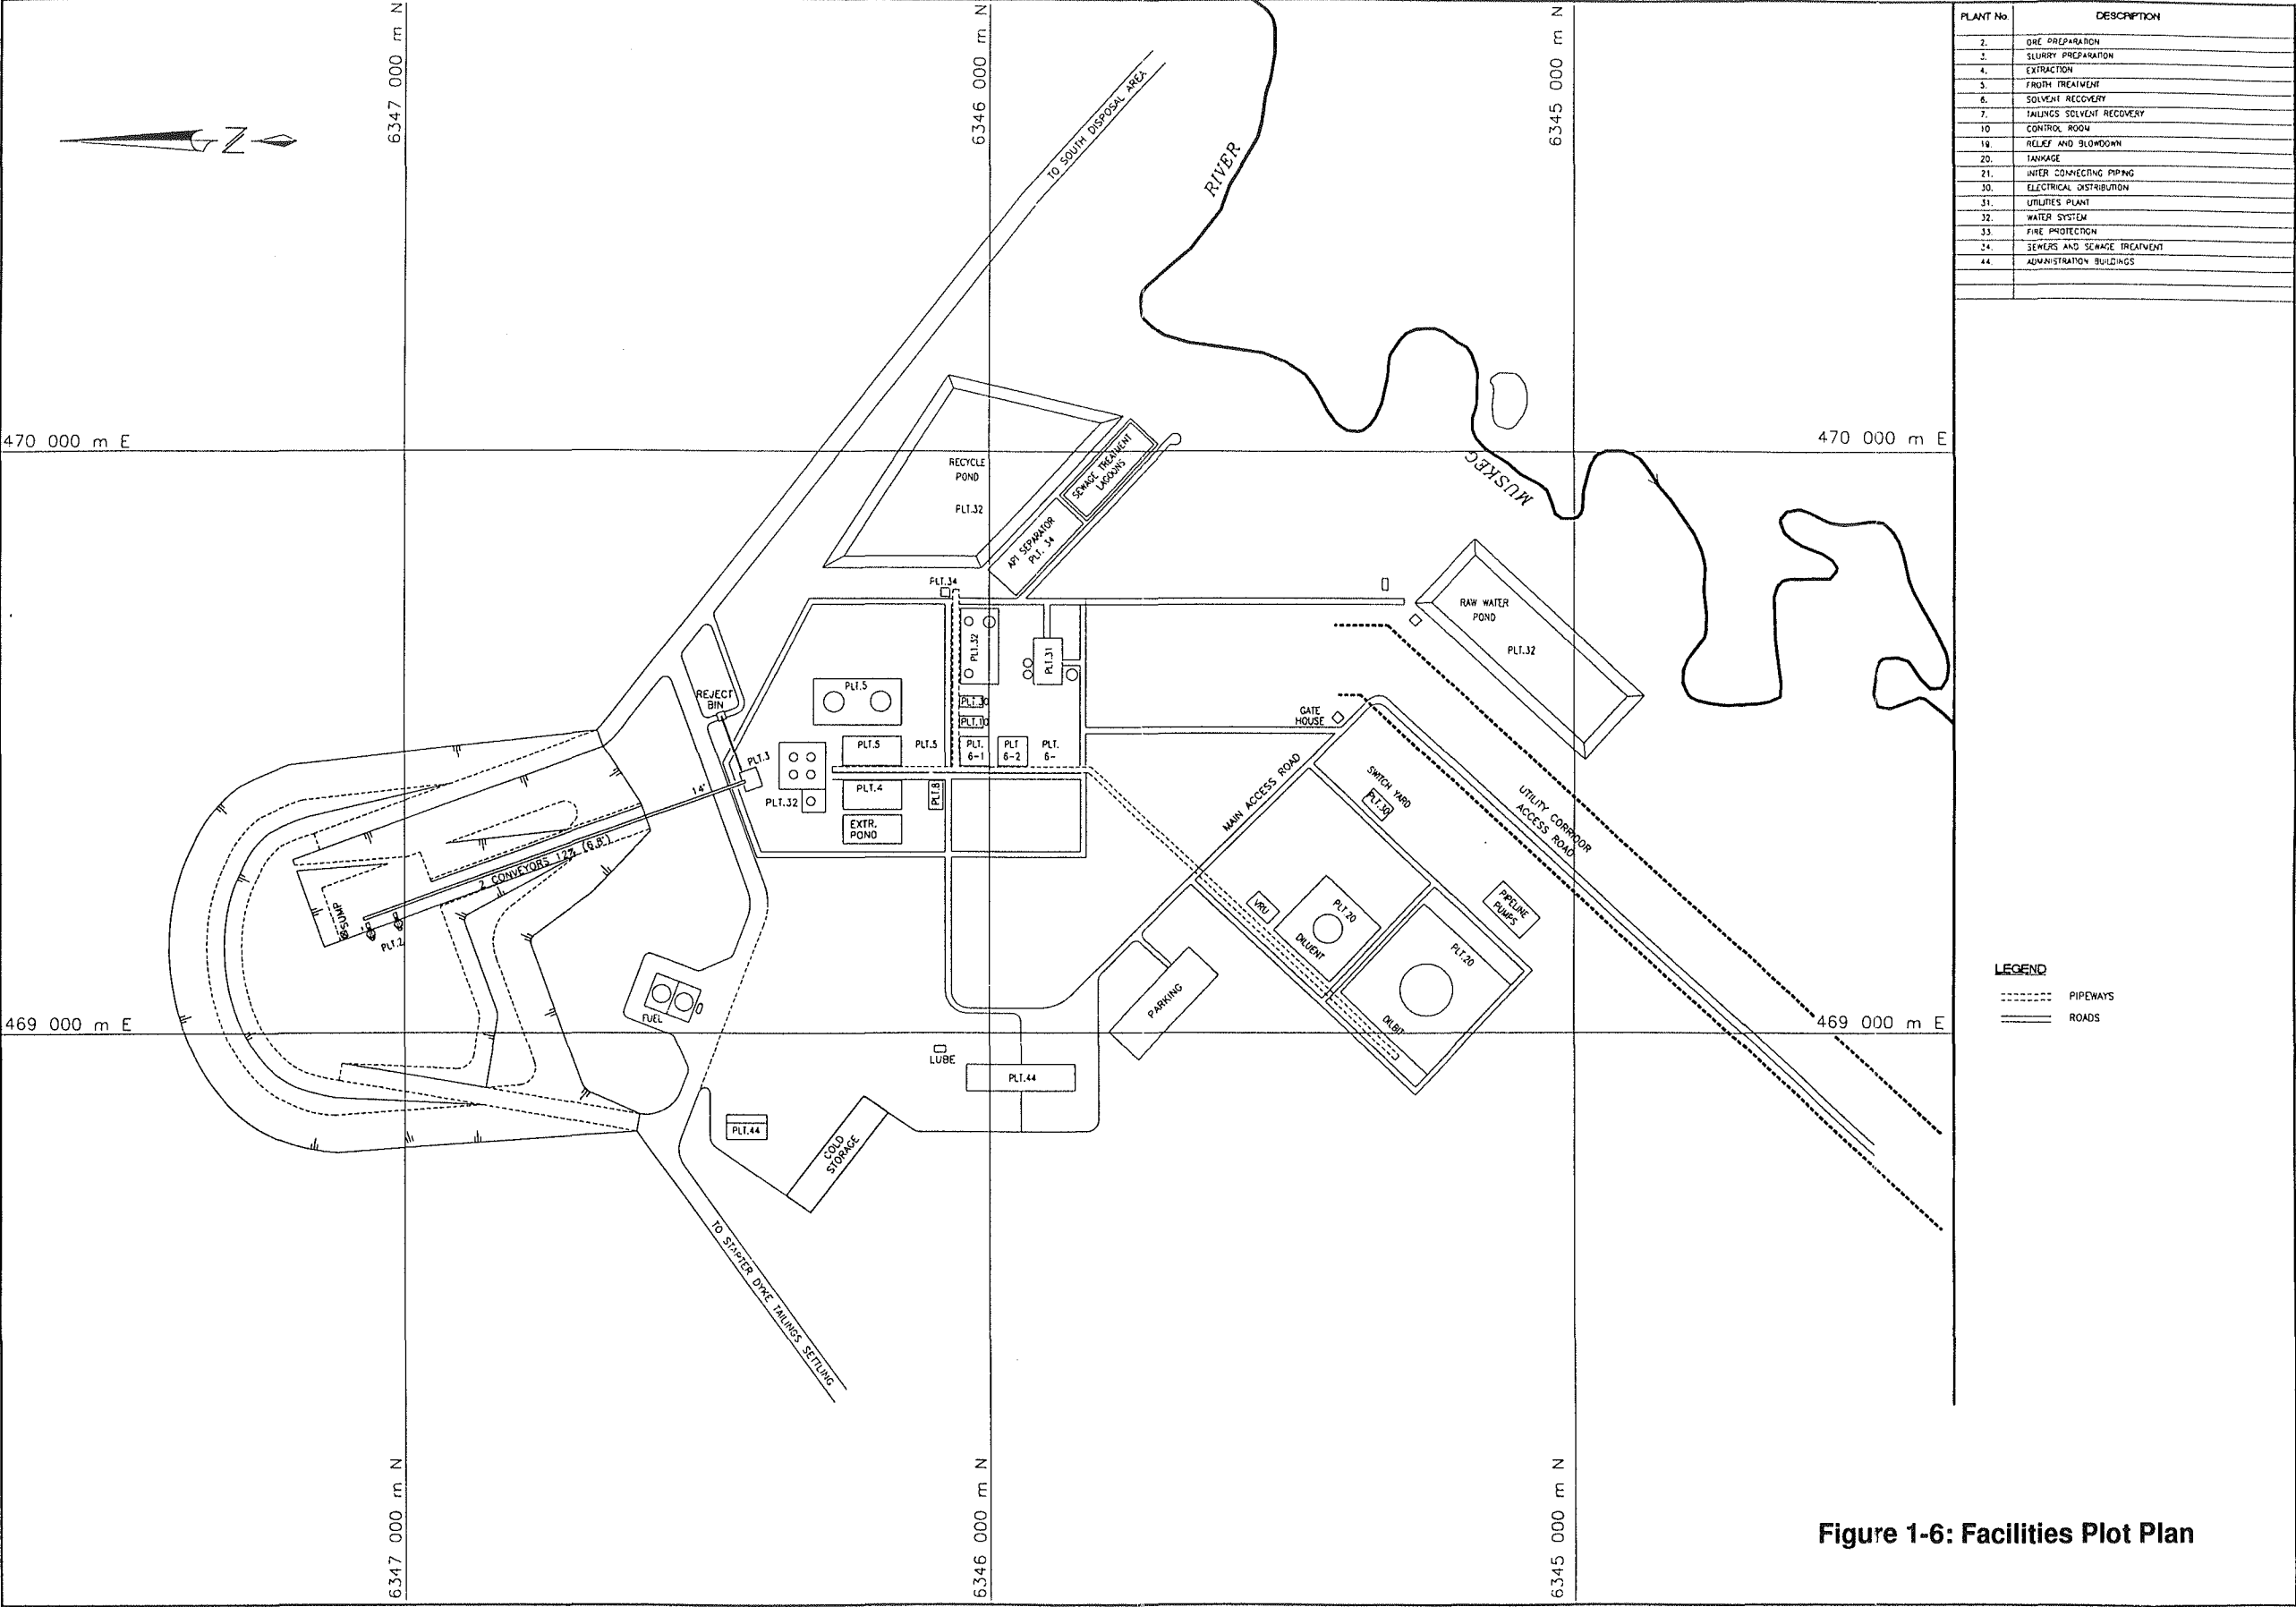 6347 000 m N
6346 000 m N
6345 000 m N
PLANT No.
DESCRIPTION
2. ORE PREPARATION
3. SLURRY PREPARATION
4. EXTRACTION
5. FROTH TREATMENT
6. SOLVENT RECOVERY
7. TAILINGS SOLVENT RECOVERY
10 CONTROL ROOM
19. RELIEF AND BLOWDOWN
20. TANKAGE
21. INTER CONNECTING PIPING
30. ELECTRICAL DISTRIBUTION
31. UTILITIES PLANT
32. WATER SYSTEM
33. FIRE PROTECTION
34. SEWERS AND SEWAGE TREATMENT
44. ADMINISTRATION BUILDINGS
N
TO SOUTH DISPOSAL AREA
RIVER
MUSKEG
470 000 m E
470 000 m E
RECYCLE
POND
PLT.32
SEWAGE TREATMENT
LAGOONS
API SEPARATOR
PLT. 34
PLT.34
RAW WATER
POND
PLT.32
PLT.32
PLT.31
REJECT
BIN
PLT.5
PLT.30
PLT.10
GATE
HOUSE
PLT.5
PLT.5
PLT.
6-1
PLT
6-2
PLT.
6-
PLT.3
14'
PLT.32
PLT.4
PLT.8
EXTR.
POND
MAIN ACCESS ROAD
SWITCH YARD
PLT.30
UTILITY CORRIDOR
ACCESS ROAD
2 CONVEYORS 12% (6.8°)
SUMP
PLT.2
VRU
PLT.20
DILUENT
PIPELINE
PUMPS
PLT.20
DILBIT
PARKING
FUEL
LEGEND
PIPEWAYS
ROADS
469 000 m E
469 000 m E
LUBE
PLT.44
PLT.44
COLD
STORAGE
TO STARTER DYKE TAILINGS SETTLING
6347 000 m N
6346 000 m N
6345 000 m N
Figure 1-6: Facilities Plot Plan